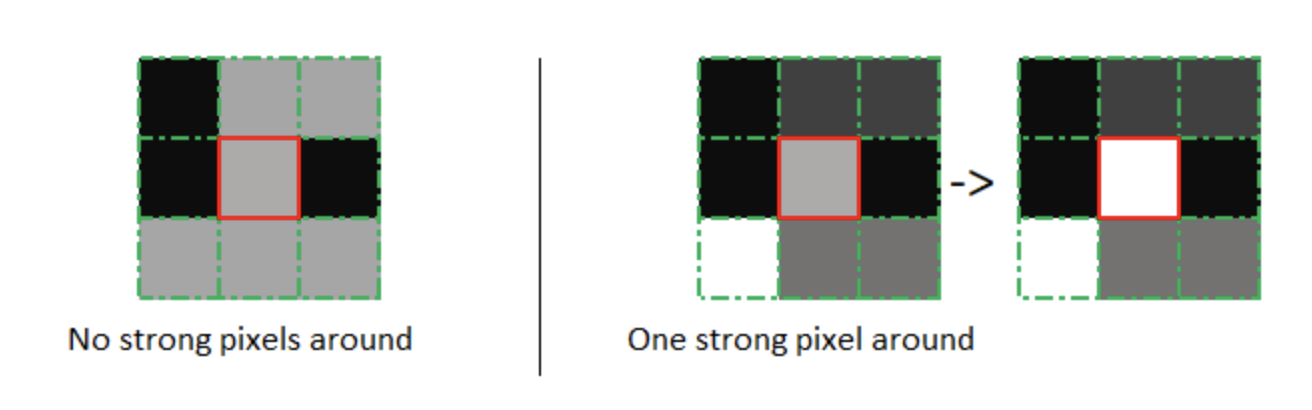 No strong pixels around
One strong pixel around
->